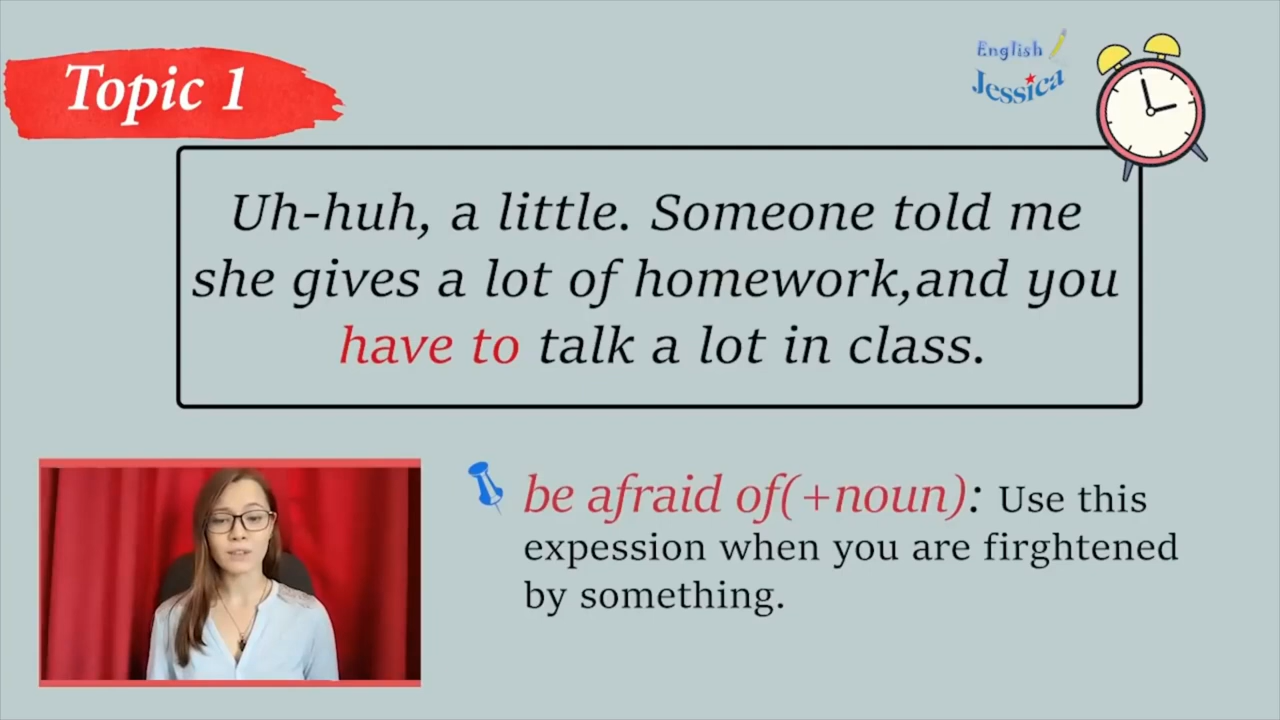 Topic 1
English
Jessica
Uh-huh, a little. Someone told me
she gives a lot of homework,and you
have to talk a lot in class.
be afraid of(+noun): Use this
expession when you are firghtened
by something.